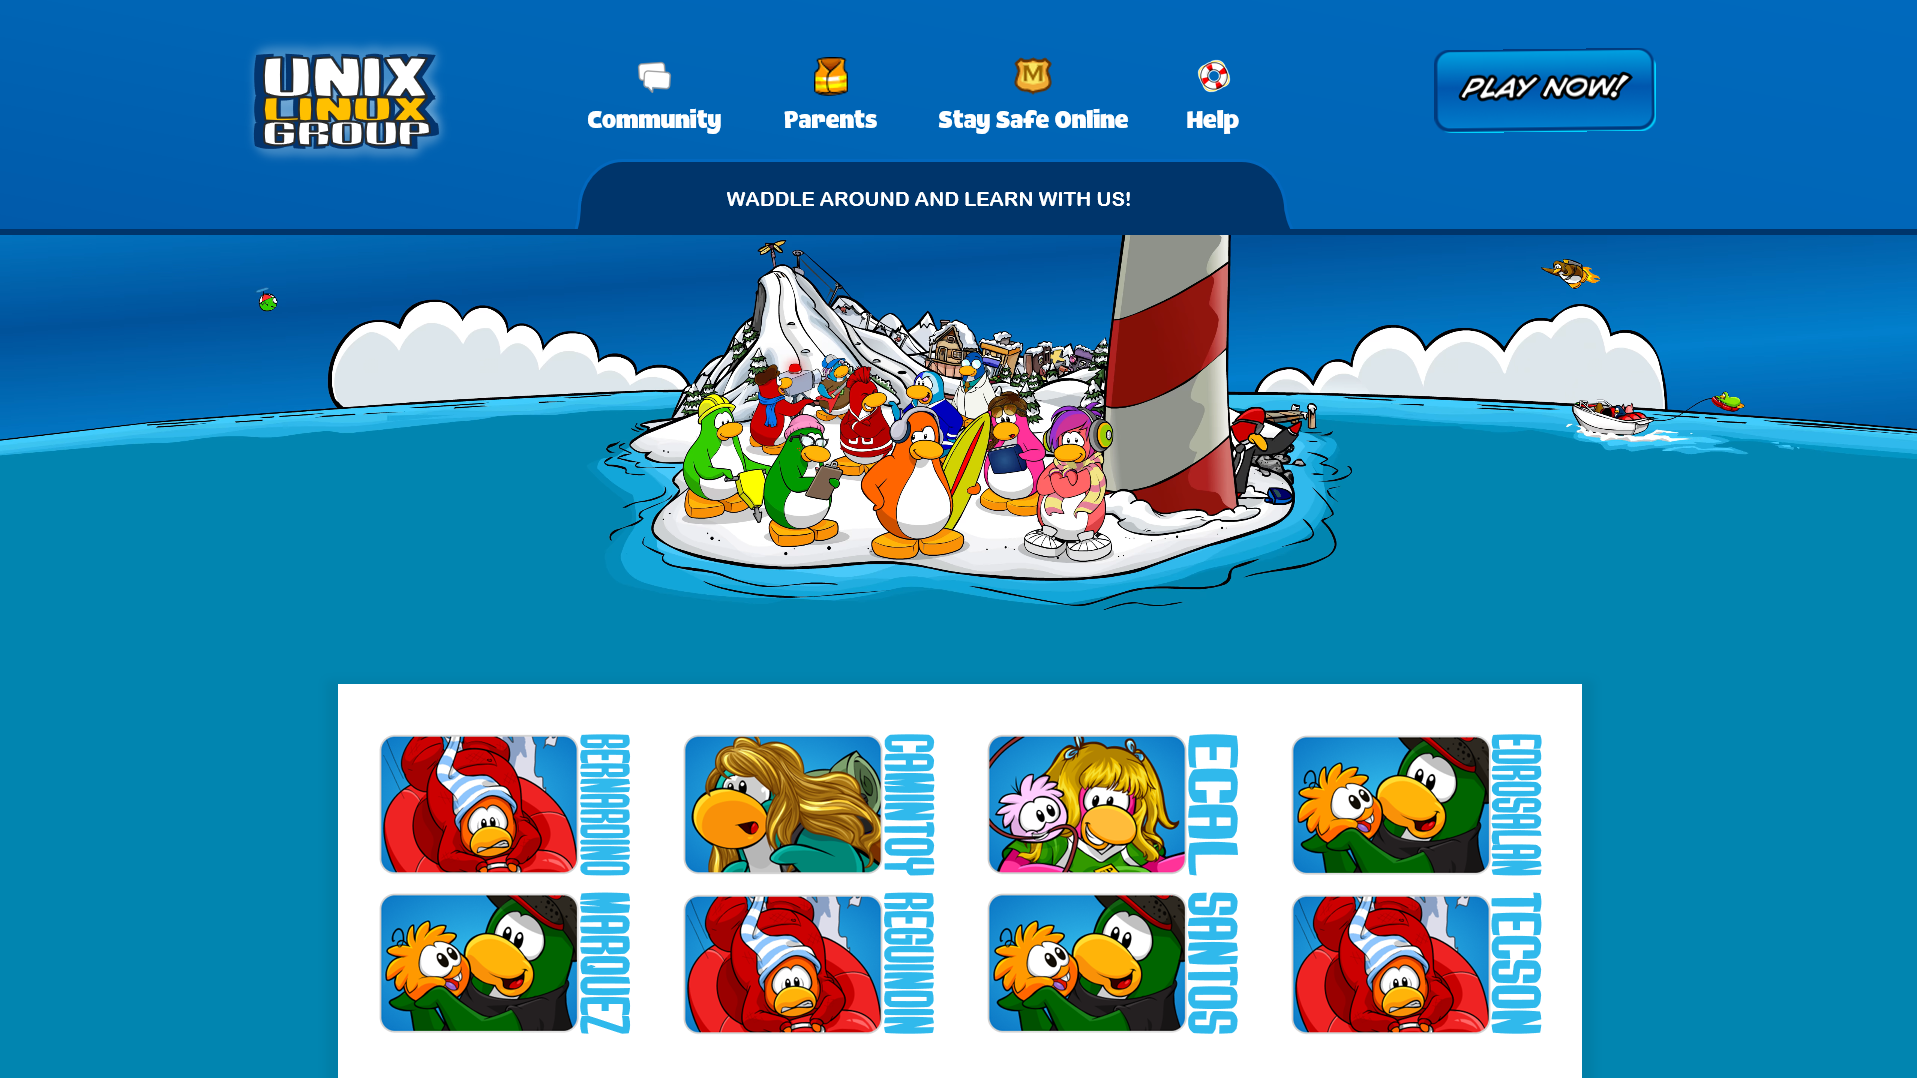 UNIX
LINUX
GROUP
Community
Parents
M
Stay Safe Online
Help
PLAY NOW!
WADDLE AROUND AND LEARN WITH US!
BERNARDINO
CAMINTOY
ECAL
EDROSALAN
MARQUEZ
REGUINDIN
SANTOS
TECSON